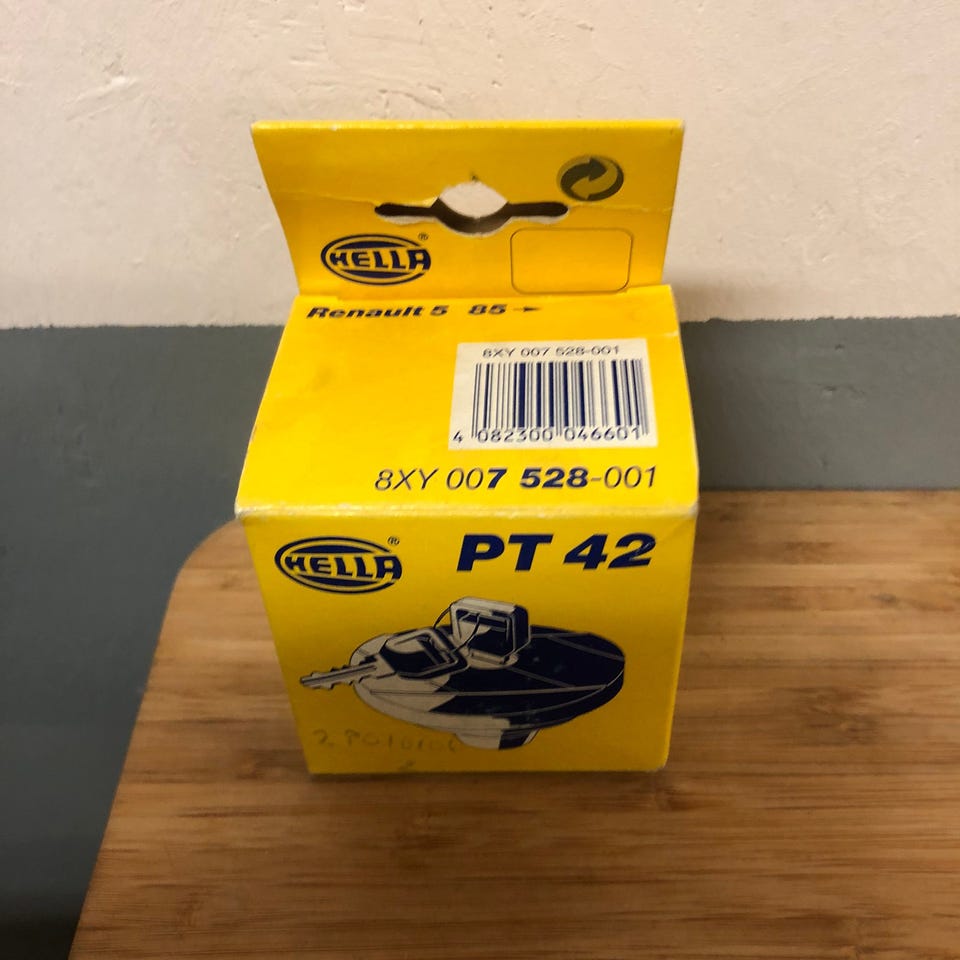 HELLA®
Renault 5 85→
8XY 007 528-001
4 082300 046601
8XY 007 528-001
HELLA®
PT 42